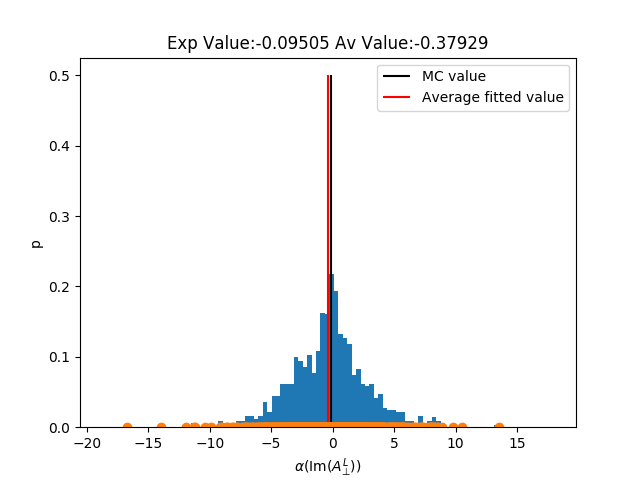 Exp Value:-0.09505 Av Value:-0.37929
MC value
Average fitted value
0.5
0.4
0.3
0.2
0.1
0.0
p
−20 −15 −10 −5 0 5 10 15
α(Im(A⊥^L))